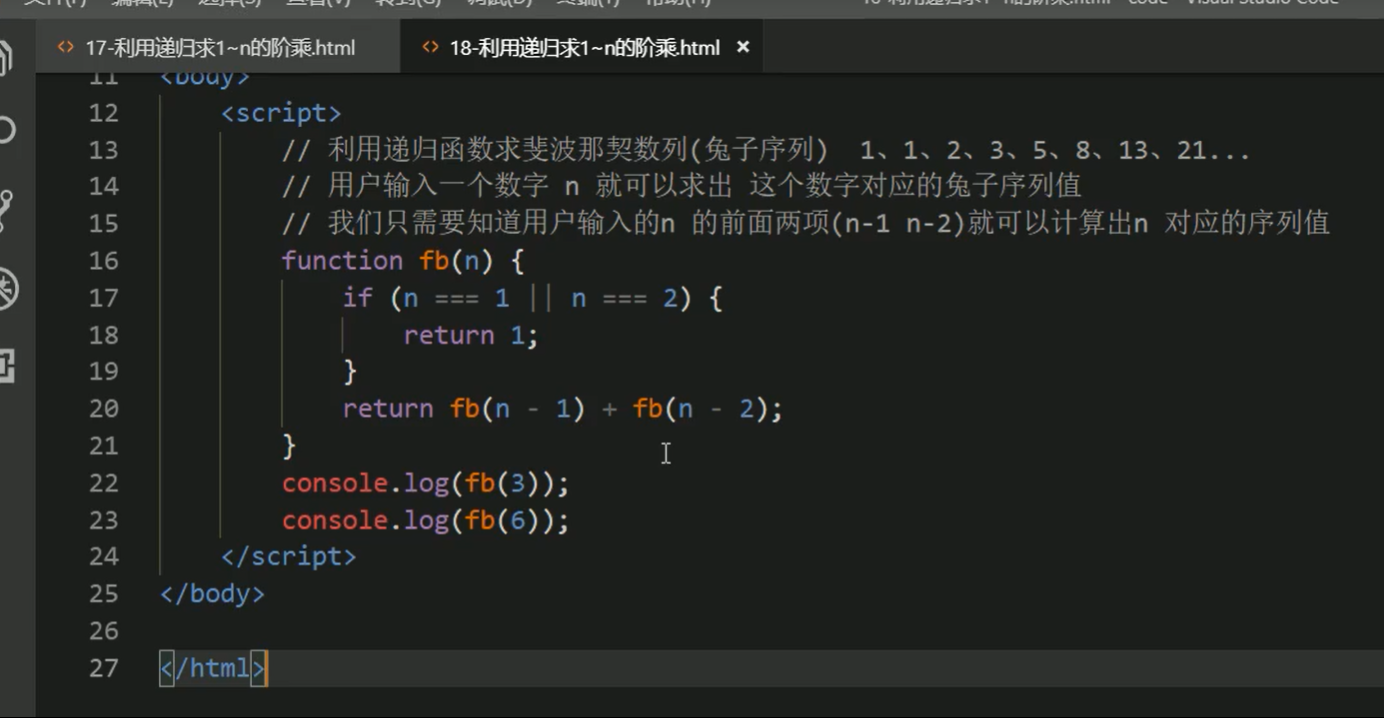 17-利用递归求1~n的阶乘.html
18-利用递归求1~n的阶乘.html ×
11 <body>
12 <script>
13 // 利用递归函数求斐波那契数列(兔子序列) 1、1、2、3、5、8、13、21...
14 // 用户输入一个数字 n 就可以求出 这个数字对应的兔子序列值
15 // 我们只需要知道用户输入的n 的前面两项(n-1 n-2)就可以计算出n 对应的序列值
16 function fb(n) {
17 if (n === 1 || n === 2) {
18 return 1;
19 }
20 return fb(n - 1) + fb(n - 2);
21 }
22 console.log(fb(3));
23 console.log(fb(6));
24 </script>
25 </body>
26
27 </html>